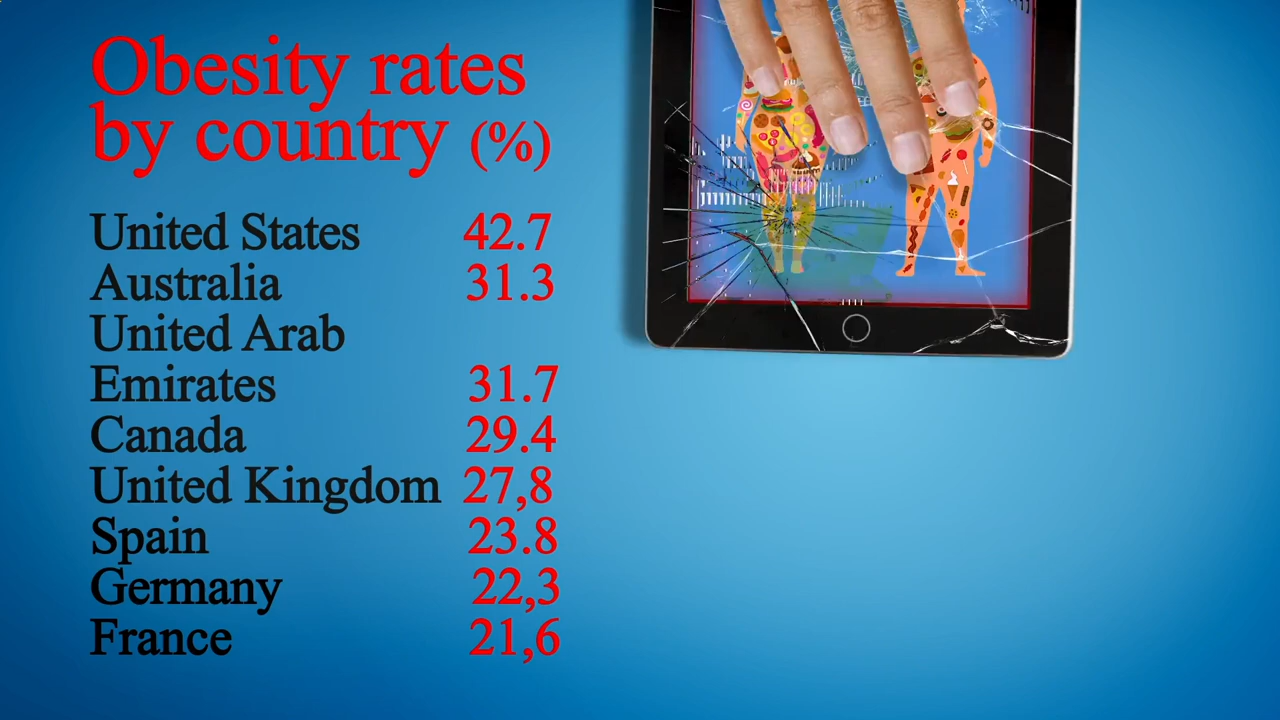 Obesity rates
by country (%)
United States 42.7
Australia 31.3
United Arab
Emirates 31.7
Canada 29.4
United Kingdom 27,8
Spain 23.8
Germany 22,3
France 21,6